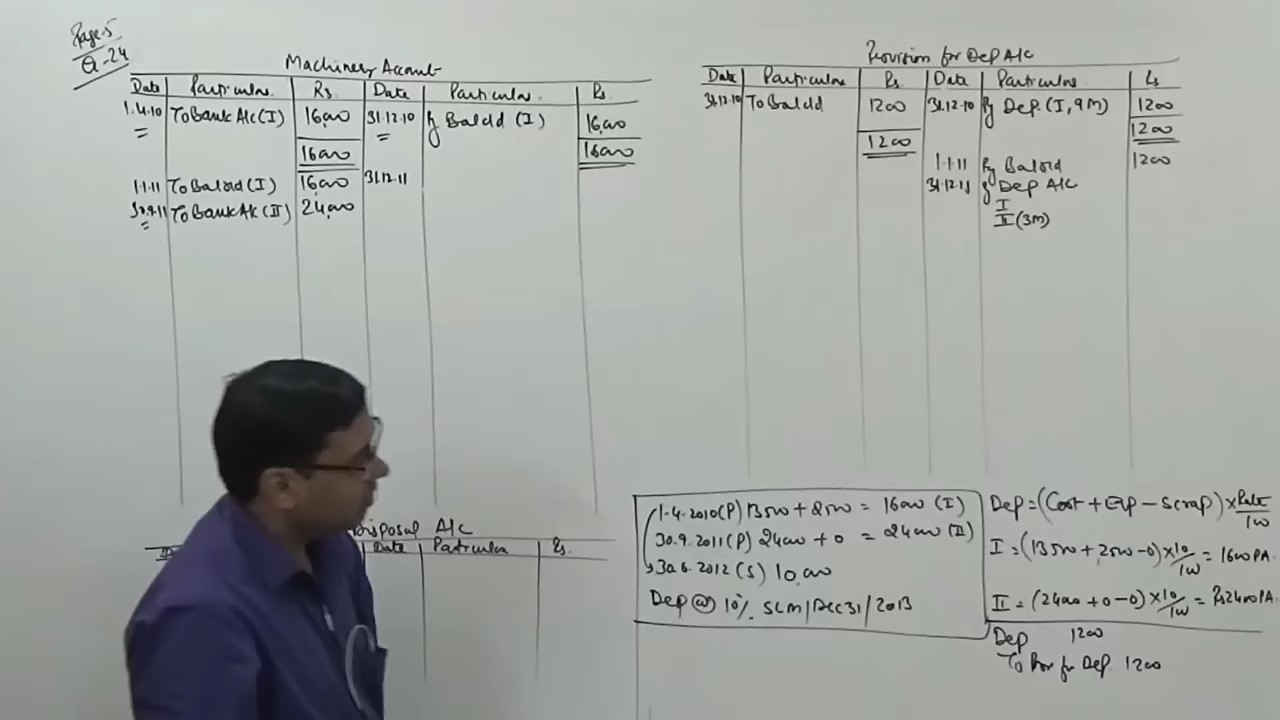 Page-5
Q-24
Machinery Account
Date Particulars Rs Date Particulars Rs.
1.4.10 To Bank A/c (I) 16,000 31.12.10 By Bal c/d (I) 16,000
16000 16000
1.1.11 To Bal b/d (I) 16,000 31.12.11
30.9.11 To Bank A/c (II) 24,000
Provision for Dep A/c
Date Particulars Rs Date Particulars Rs
31.12.10 To Bal c/d 1200 31.12.10 By Dep (I, 9M) 1200
1200 1200
1.1.11 By Bal b/d 1200
31.12.11 By Dep A/c
I
II (3M)
Disposal A/c
Date Particulars Rs.
1.4.2010 (P) 13500 + 2500 = 16000 (I)
30.9.2011 (P) 24000 + 0 = 24000 (II)
30.6.2012 (S) 10,000
Dep @ 10% SLM / Dec 31 / 2013
Dep = (Cost + Exp - Scrap) × Rate/100
I = (13500 + 2500 - 0) × 10/100 = 1600 PA.
II = (24000 + 0 - 0) × 10/100 = Rs 2400 PA.
Dep 1200
To Prov for Dep 1200